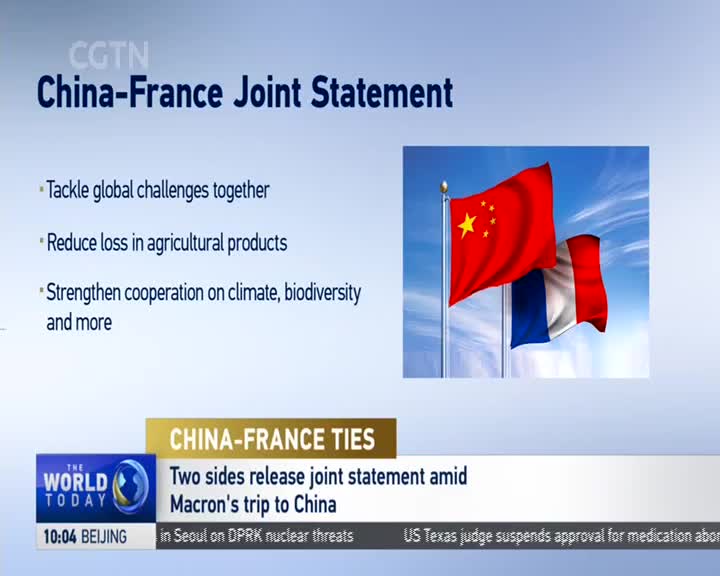 CGTN
China-France Joint Statement
Tackle global challenges together
Reduce loss in agricultural products
Strengthen cooperation on climate, biodiversity
and more
CHINA-FRANCE TIES
THE
WORLD
TODAY
Two sides release joint statement amid
Macron's trip to China
10:04 BEIJING
in Seoul on DPRK nuclear threats US Texas judge suspends approval for medication abor